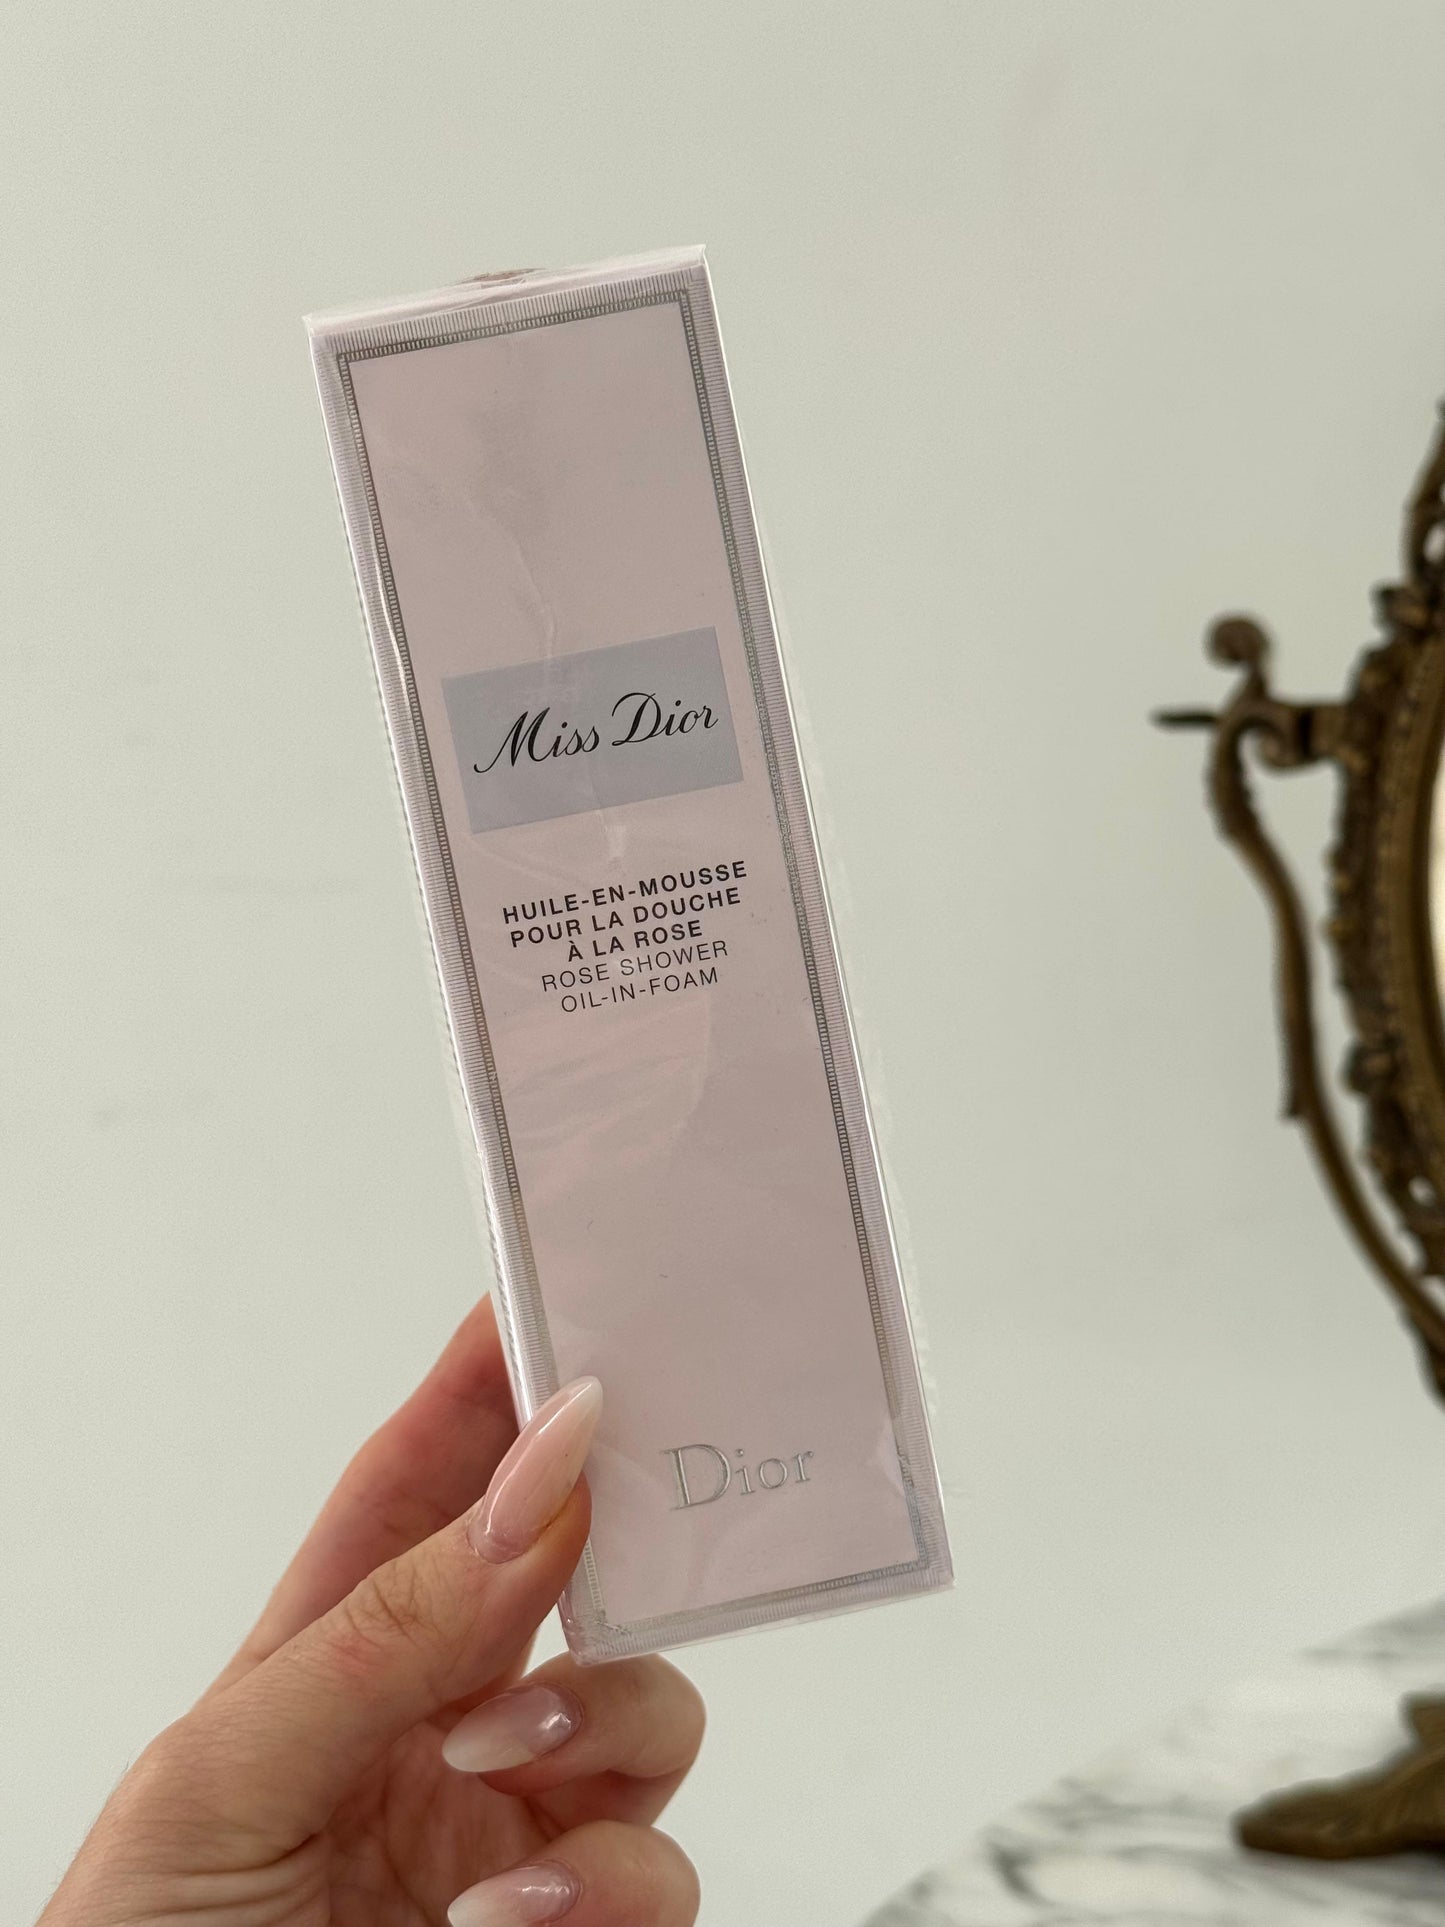 Miss Dior
HUILE-EN-MOUSSE
POUR LA DOUCHE
À LA ROSE
ROSE SHOWER
OIL-IN-FOAM
Dior